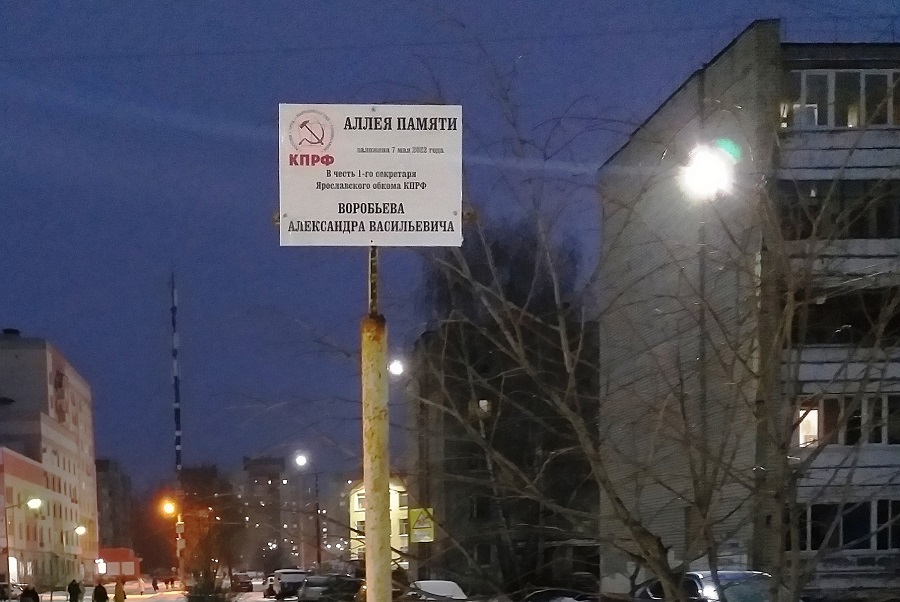 АЛЛЕЯ ПАМЯТИ
заложена 7 мая 2022 года
КПРФ
В честь 1-го секретаря
Ярославского обкома КПРФ
ВОРОБЬЕВА
АЛЕКСАНДРА ВАСИЛЬЕВИЧА